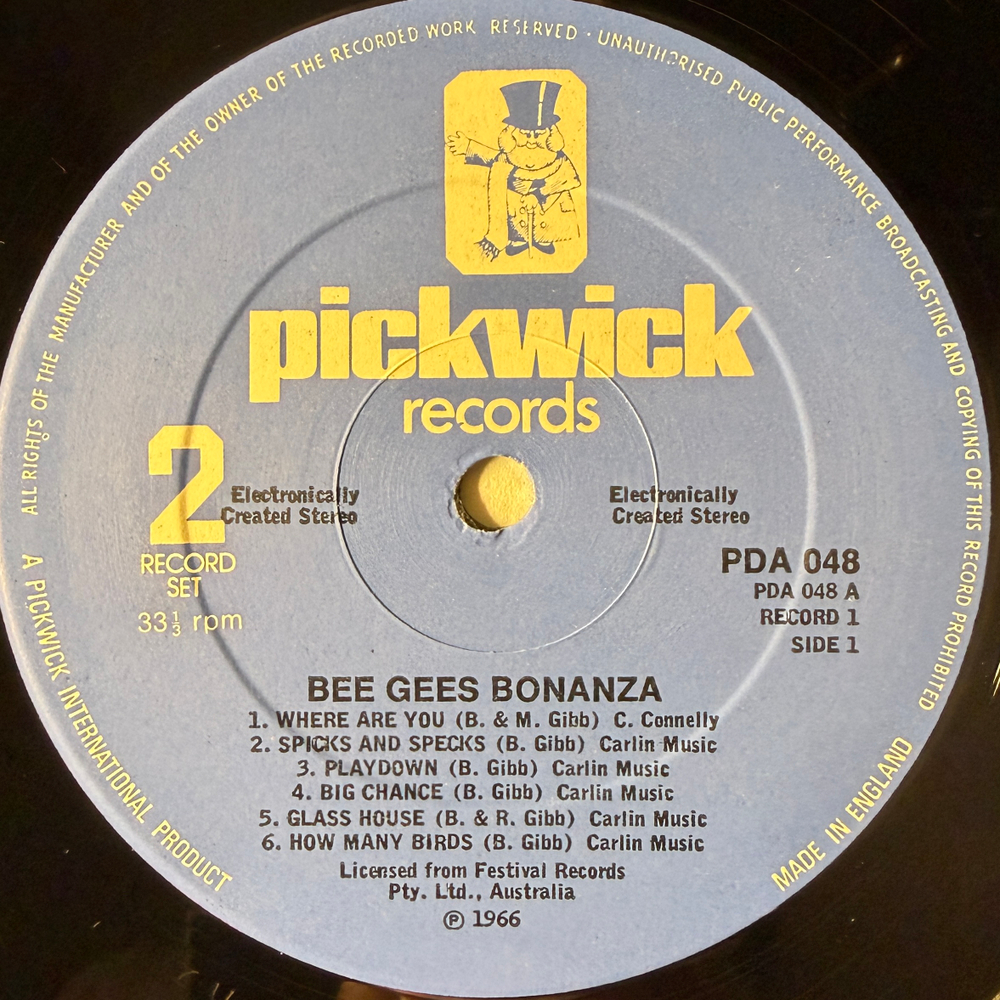 ALL RIGHTS OF THE MANUFACTURER AND OF THE OWNER OF THE RECORDED WORK RESERVED · UNAUTHORISED PUBLIC PERFORMANCE BROADCASTING AND COPYING OF THIS RECORD PROHIBITED
pickwick
records
2
RECORD
SET
33⅓ rpm
Electronically
Created Stereo
Electronically
Created Stereo
PDA 048
PDA 048 A
RECORD 1
SIDE 1
BEE GEES BONANZA
1. WHERE ARE YOU (B. & M. Gibb) C. Connelly
2. SPICKS AND SPECKS (B. Gibb) Carlin Music
3. PLAYDOWN (B. Gibb) Carlin Music
4. BIG CHANCE (B. Gibb) Carlin Music
5. GLASS HOUSE (B. & R. Gibb) Carlin Music
6. HOW MANY BIRDS (B. Gibb) Carlin Music
Licensed from Festival Records
Pty. Ltd., Australia
℗ 1966
A PICKWICK INTERNATIONAL PRODUCT
MADE IN ENGLAND